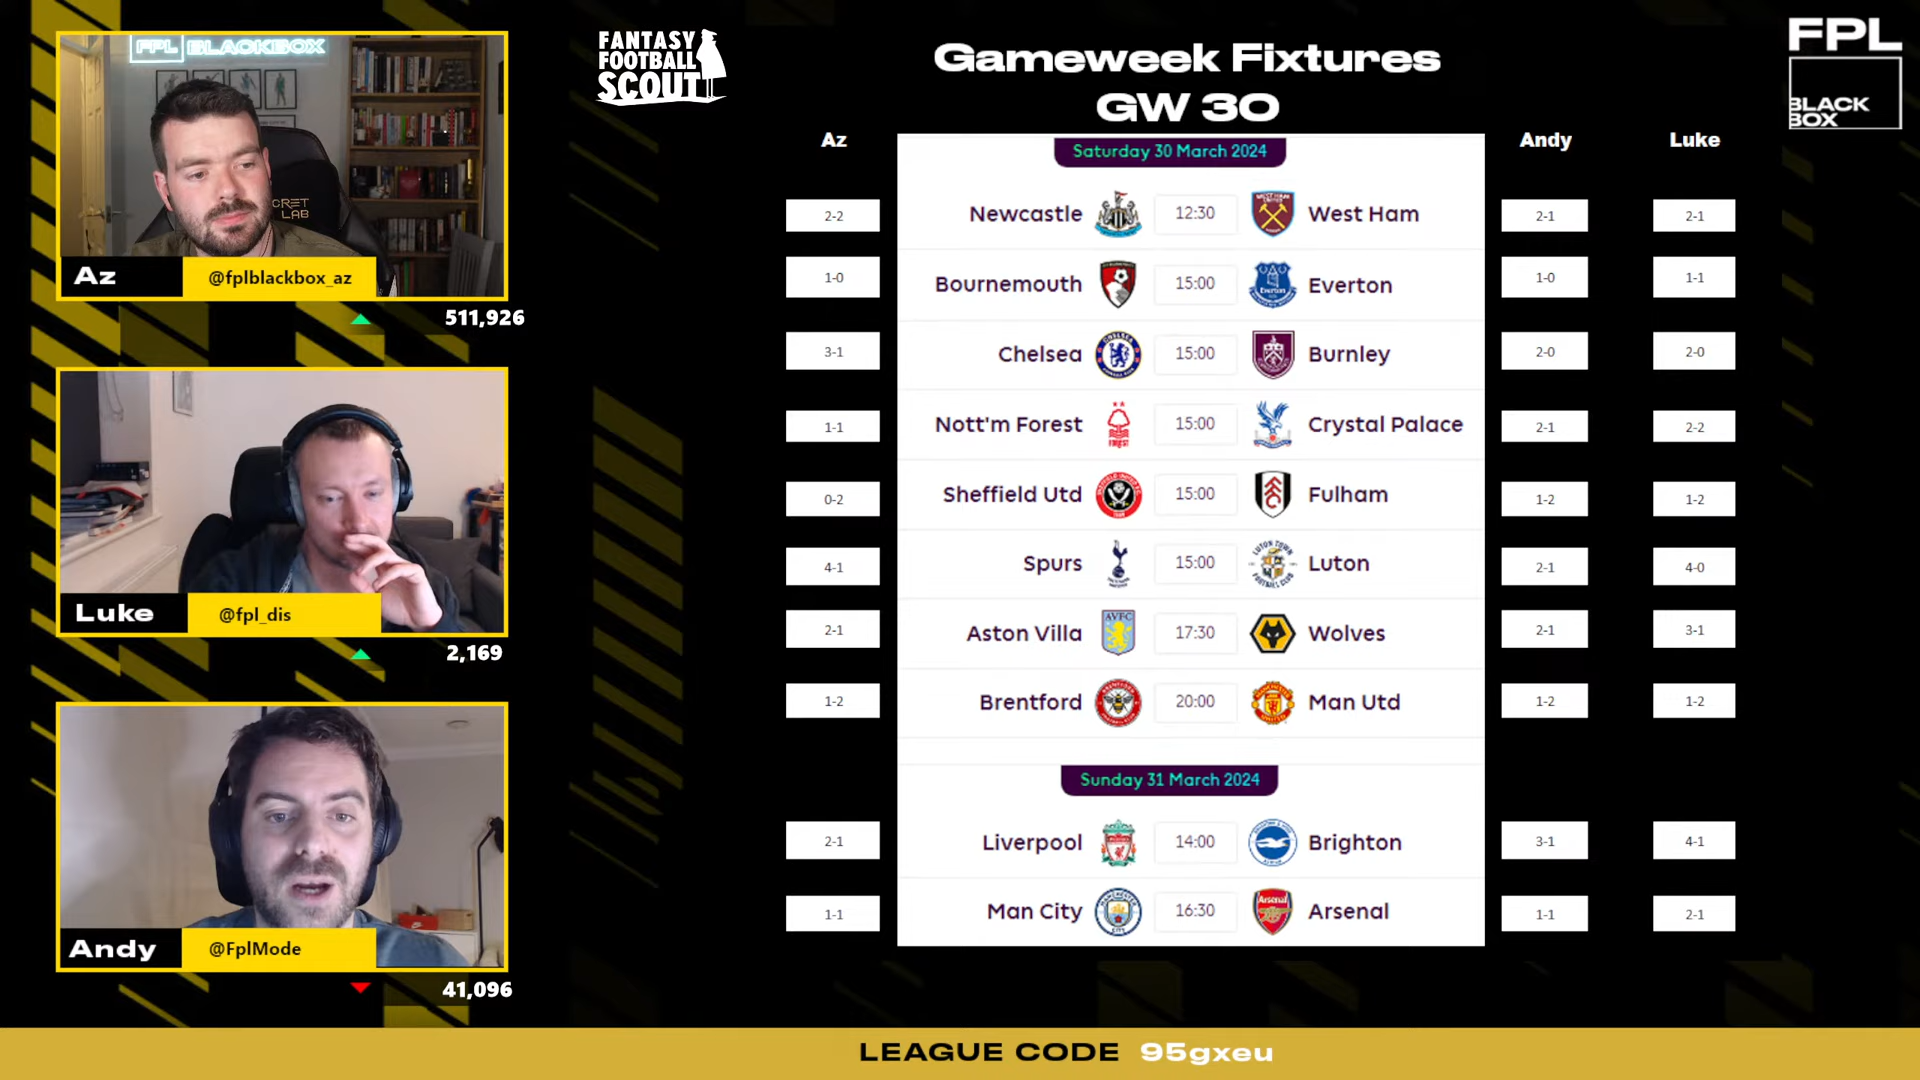 FPL BLACKBOX
CRET
LAB
Az
@fplblackbox_az
511,926
Luke
@fpl_dis
2,169
Andy
@FplMode
41,096
FANTASY
FOOTBALL
SCOUT
Gameweek Fixtures
GW 30
FPL
BLACK
BOX
Az
Andy
Luke
Saturday 30 March 2024
2-2 Newcastle 12:30 West Ham 2-1 2-1
1-0 Bournemouth 15:00 Everton 1-0 1-1
3-1 Chelsea 15:00 Burnley 2-0 2-0
1-1 Nott'm Forest 15:00 Crystal Palace 2-1 2-2
0-2 Sheffield Utd 15:00 Fulham 1-2 1-2
4-1 Spurs 15:00 Luton 2-1 4-0
2-1 Aston Villa 17:30 Wolves 2-1 3-1
1-2 Brentford 20:00 Man Utd 1-2 1-2
Sunday 31 March 2024
2-1 Liverpool 14:00 Brighton 3-1 4-1
1-1 Man City 16:30 Arsenal 1-1 2-1
LEAGUE CODE 95gxeu